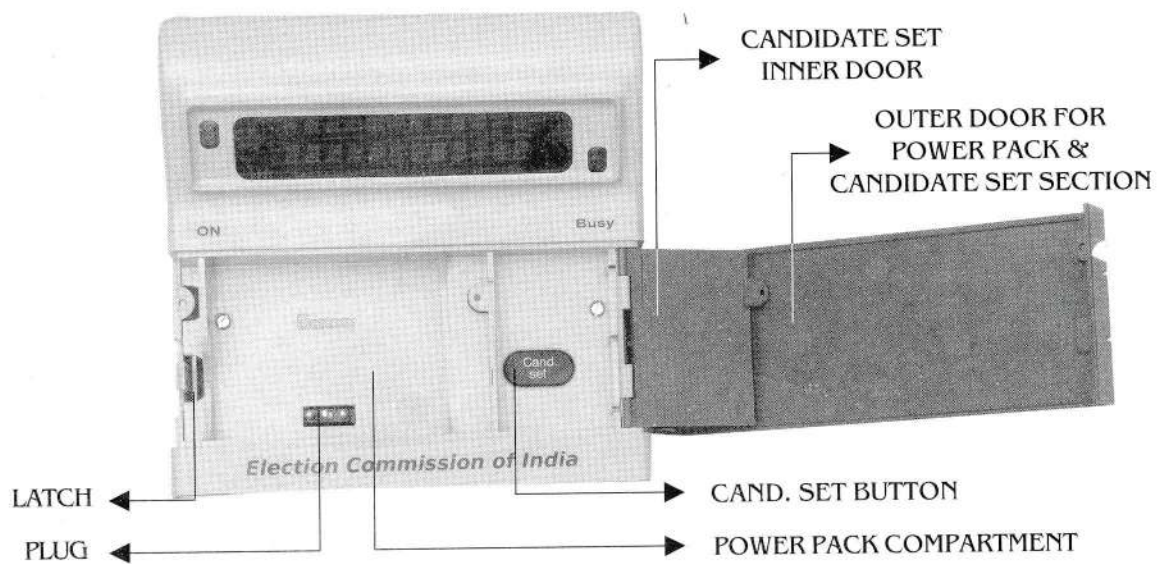 CANDIDATE SET
INNER DOOR
OUTER DOOR FOR
POWER PACK &
CANDIDATE SET SECTION
ON
Busy
Cand
set
Election Commission of India
LATCH
CAND. SET BUTTON
PLUG
POWER PACK COMPARTMENT